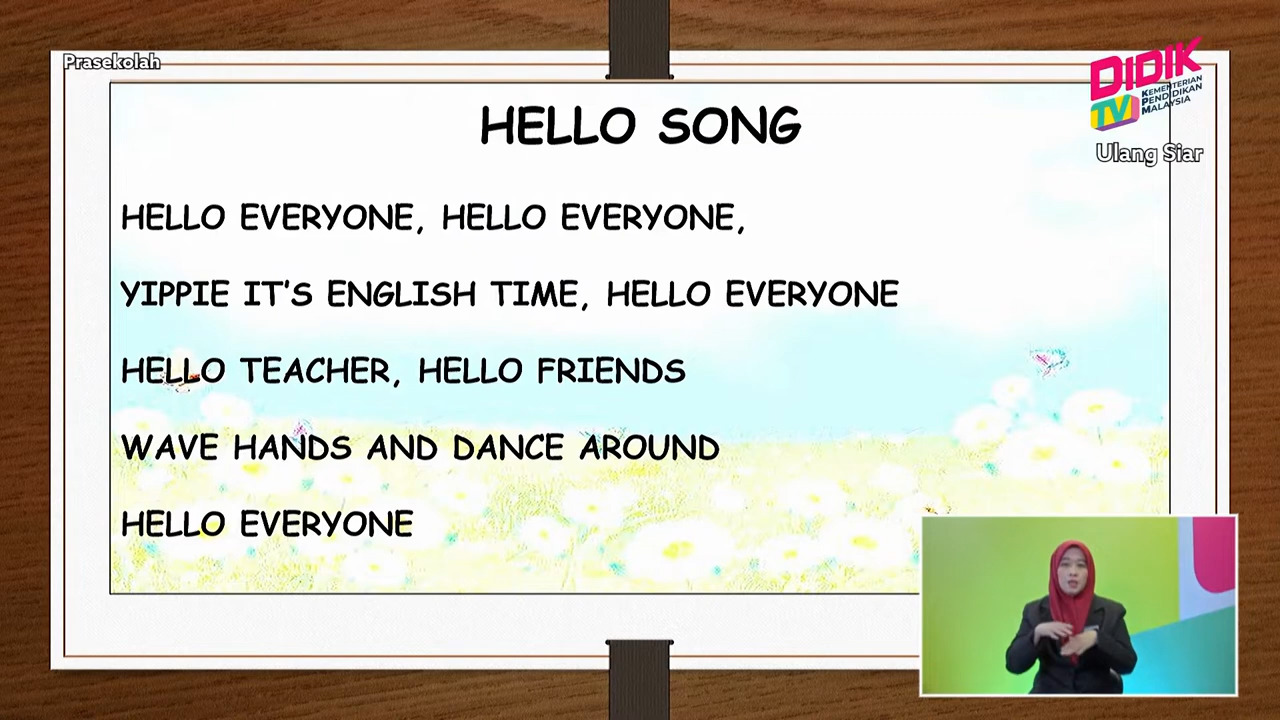 Prasekolah
DIDIK
TV
KEMENTERIAN
PENDIDIKAN
MALAYSIA
Ulang Siar
HELLO SONG
HELLO EVERYONE, HELLO EVERYONE,
YIPPIE IT'S ENGLISH TIME, HELLO EVERYONE
HELLO TEACHER, HELLO FRIENDS
WAVE HANDS AND DANCE AROUND
HELLO EVERYONE